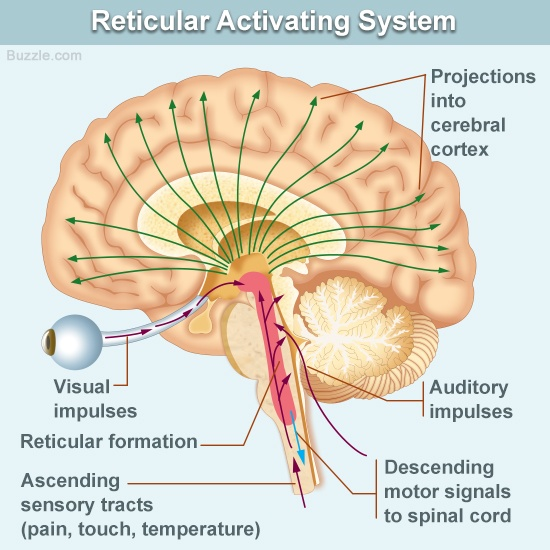 Reticular Activating System
Buzzle.com
Projections
into
cerebral
cortex
Visual
impulses
Auditory
impulses
Reticular formation
Ascending
sensory tracts
(pain, touch, temperature)
Descending
motor signals
to spinal cord